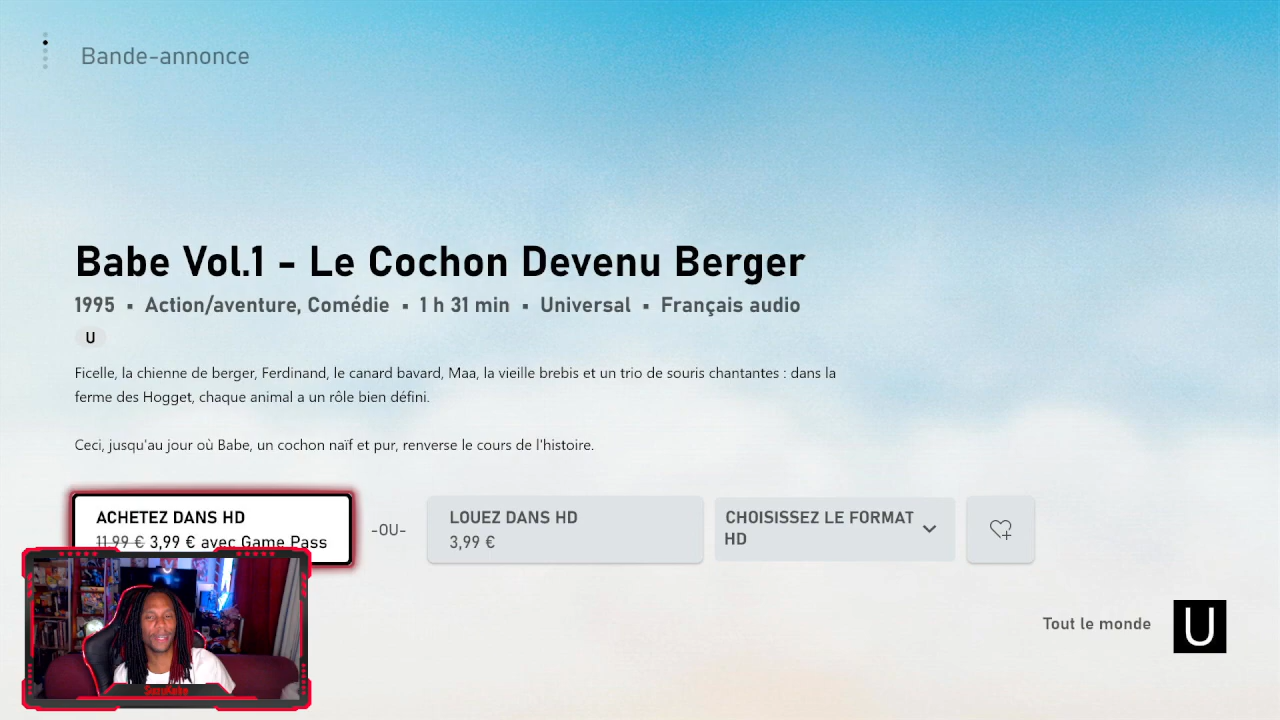 Bande-annonce
Babe Vol.1 - Le Cochon Devenu Berger
1995 ▪ Action/aventure, Comédie ▪ 1 h 31 min ▪ Universal ▪ Français audio
U
Ficelle, la chienne de berger, Ferdinand, le canard bavard, Maa, la vieille brebis et un trio de souris chantantes : dans la
ferme des Hogget, chaque animal a un rôle bien défini.
Ceci, jusqu'au jour où Babe, un cochon naïf et pur, renverse le cours de l'histoire.
ACHETEZ DANS HD
11,99 € 3,99 € avec Game Pass
-OU-
LOUEZ DANS HD
3,99 €
CHOISISSEZ LE FORMAT
HD
Tout le monde
U